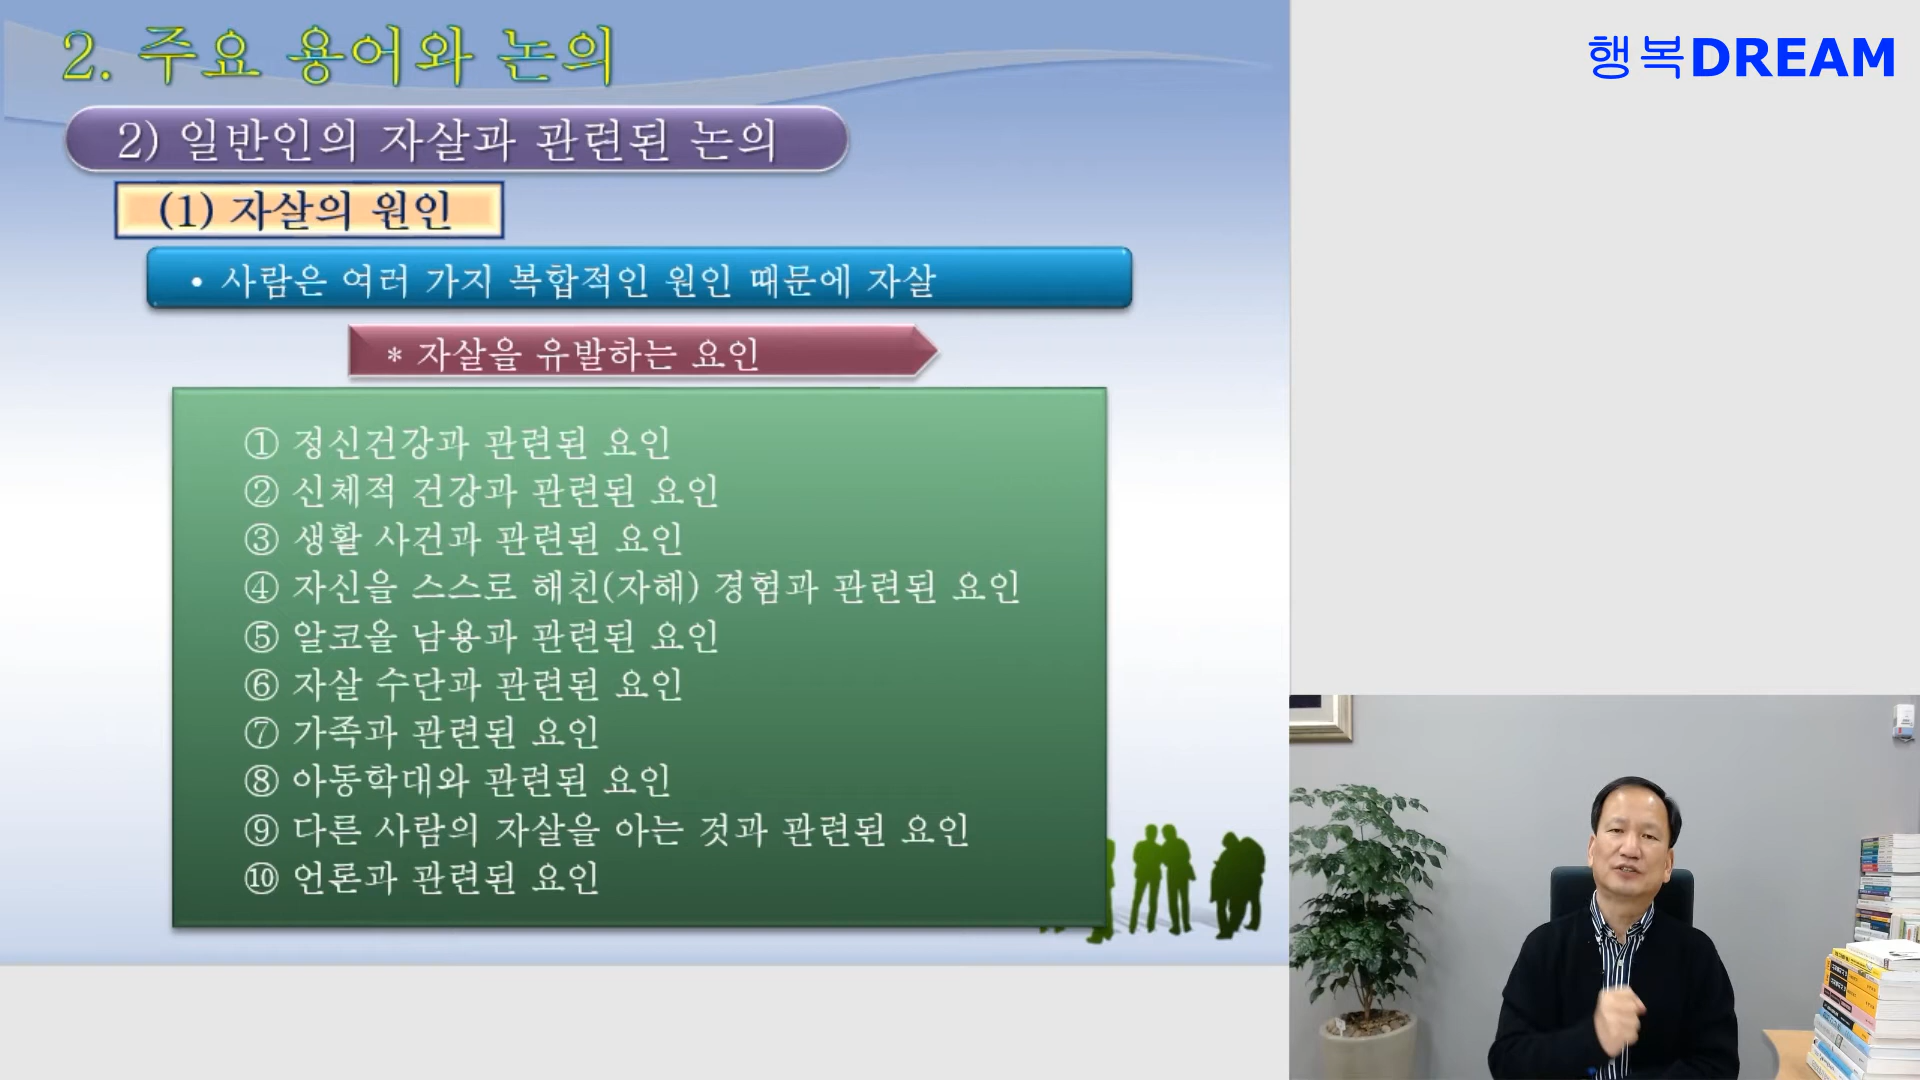 2. 주요 용어와 논의
행복DREAM
2) 일반인의 자살과 관련된 논의
(1) 자살의 원인
• 사람은 여러 가지 복합적인 원인 때문에 자살
* 자살을 유발하는 요인
① 정신건강과 관련된 요인
② 신체적 건강과 관련된 요인
③ 생활 사건과 관련된 요인
④ 자신을 스스로 해친(자해) 경험과 관련된 요인
⑤ 알코올 남용과 관련된 요인
⑥ 자살 수단과 관련된 요인
⑦ 가족과 관련된 요인
⑧ 아동학대와 관련된 요인
⑨ 다른 사람의 자살을 아는 것과 관련된 요인
⑩ 언론과 관련된 요인